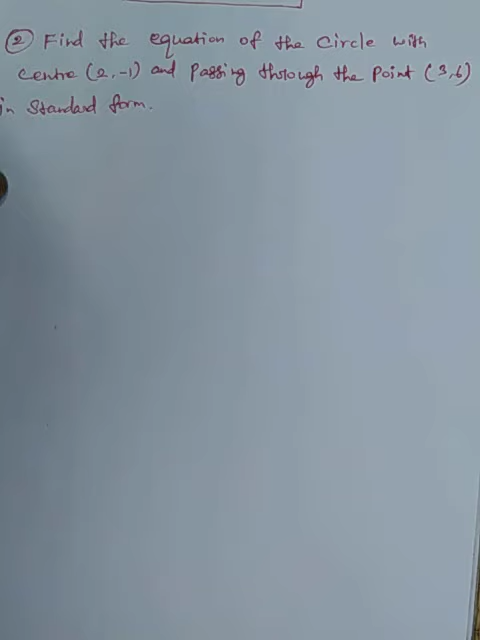 ② Find the equation of the Circle with
centre (2,-1) and Passing through the Point (3,6)
in Standard form.